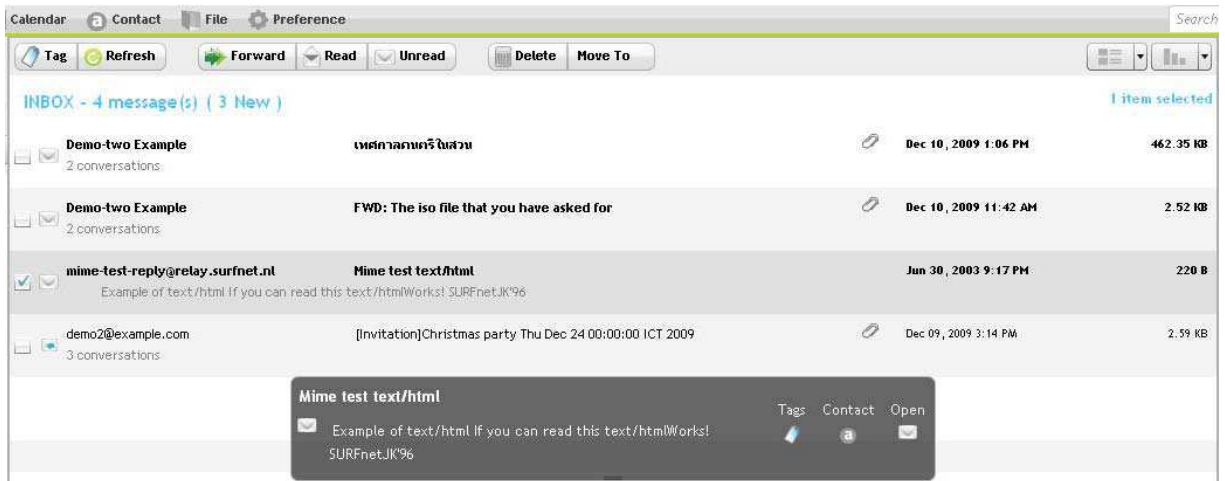 Calendar Contact File Preference Search
Tag Refresh Forward Read Unread Delete Move To
INBOX - 4 message(s) ( 3 New ) 1 item selected
Demo-two Example เทศกาลดนตรีในสวน Dec 10, 2009 1:06 PM 462.35 KB
2 conversations
Demo-two Example FWD: The iso file that you have asked for Dec 10, 2009 11:42 AM 2.52 KB
2 conversations
mime-test-reply@relay.surfnet.nl Mime test text/html Jun 30, 2003 9:17 PM 220 B
Example of text/html If you can read this text/htmlWorks! SURFnetJK'96
demo2@example.com [Invitation]Christmas party Thu Dec 24 00:00:00 ICT 2009 Dec 09, 2009 3:14 PM 2.59 KB
3 conversations
Mime test text/html
Tags Contact Open
Example of text/html If you can read this text/htmlWorks!
SURFnetJK'96